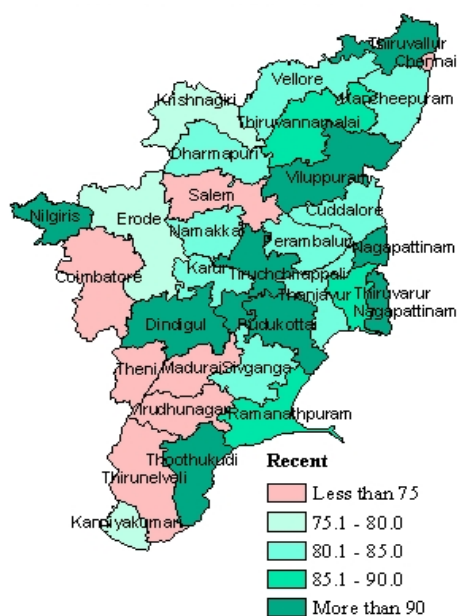 Thiruvallur
Chennai
Vellore
Krishnagiri
Kancheepuram
Thiruvannamalai
Dharmapuri
Viluppuram
Salem
Nilgiris
Erode
Cuddalore
Namakkal
Perambalur
Nagapattinam
Coimbatore
Karur
Tiruchchirappali
Thanjavur
Thiruvarur
Nagapattinam
Dindigul
Pudukottai
Theni
Madurai
Sivganga
Virudhunagar
Ramanathpuram
Thoothukudi
Thirunelveli
Kanniyakumari
Recent
Less than 75
75.1 - 80.0
80.1 - 85.0
85.1 - 90.0
More than 90